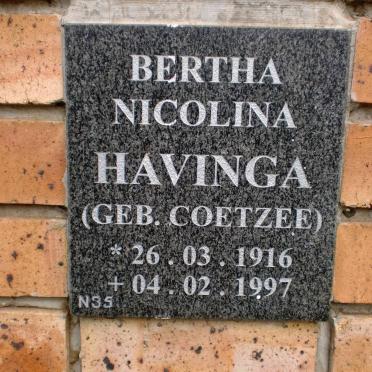 BERTHA
NICOLINA
HAVINGA
(GEB. COETZEE)
* 26 . 03 . 1916
+ 04 . 02 . 1997
N35